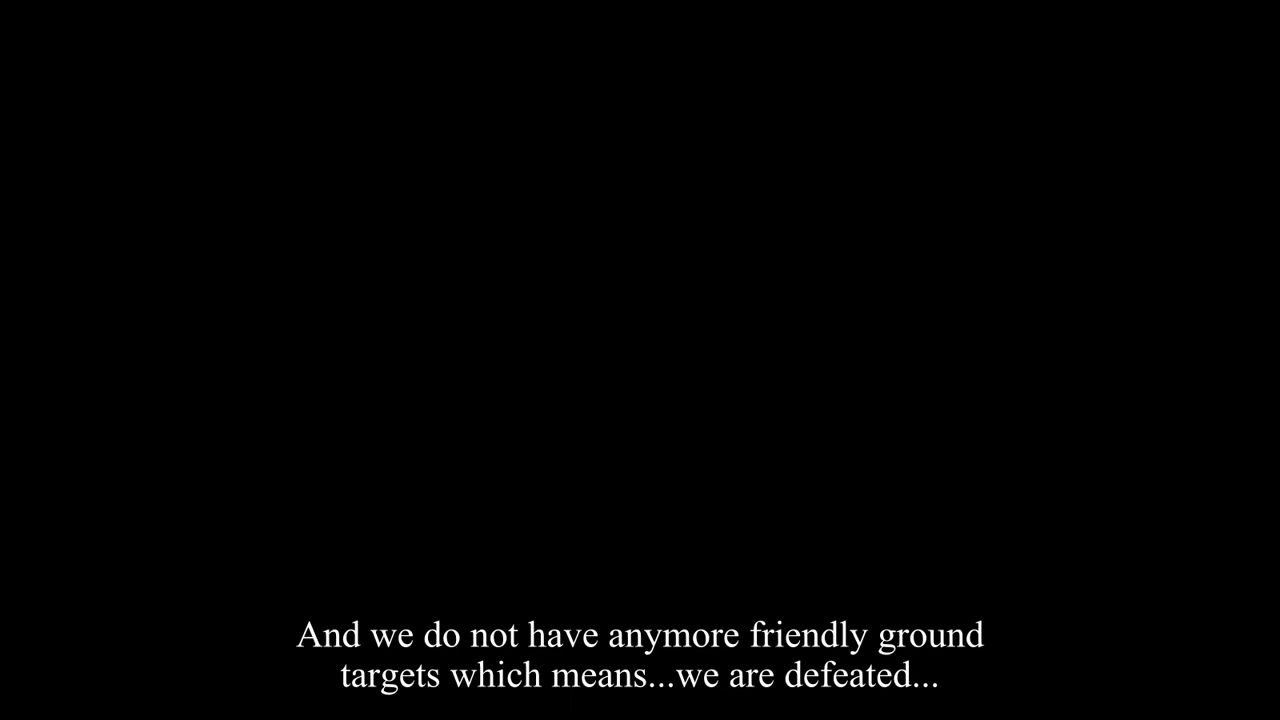 And we do not have anymore friendly ground
targets which means...we are defeated...